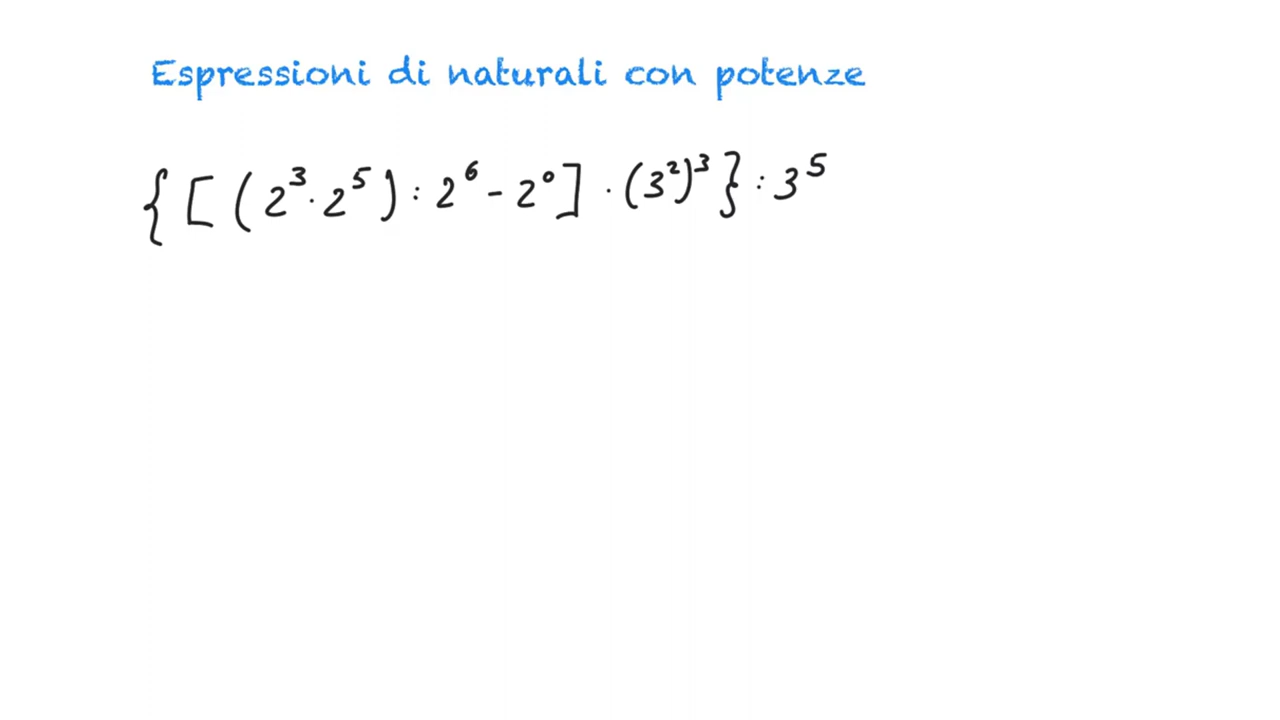 Espressioni di naturali con potenze
{[(2³·2⁵):2⁶-2⁰]·(3²)³}:3⁵